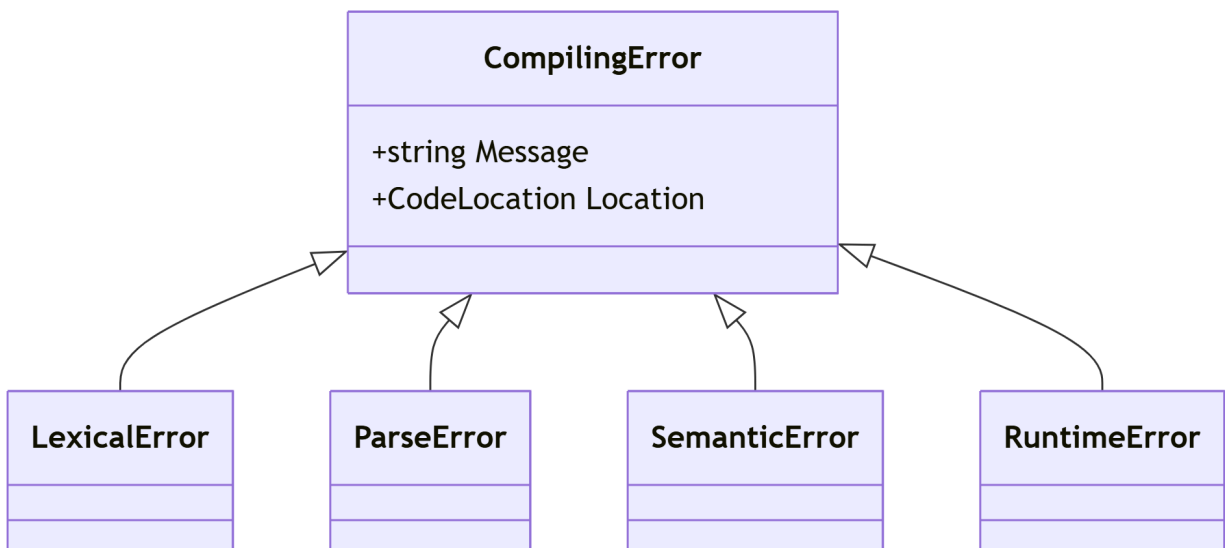 CompilingError
+string Message
+CodeLocation Location
LexicalError
ParseError
SemanticError
RuntimeError